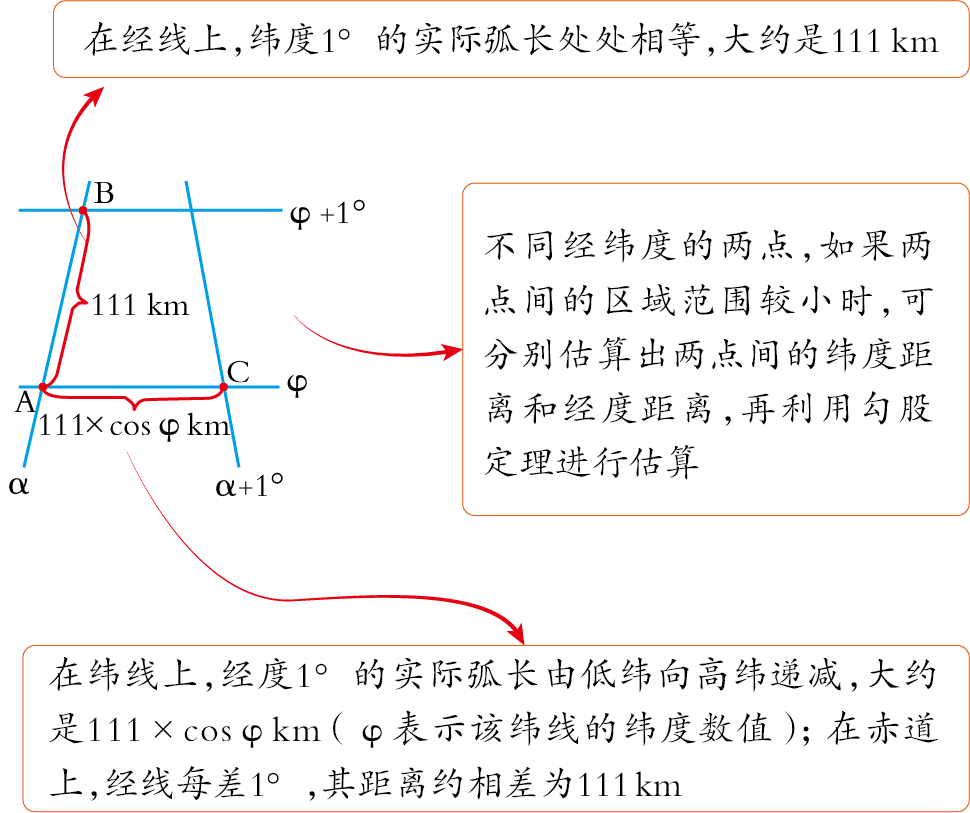 在经线上,纬度1° 的实际弧长处处相等,大约是111 km
B
φ +1°
111 km
不同经纬度的两点,如果两
点间的区域范围较小时,可
分别估算出两点间的纬度距
离和经度距离,再利用勾股
定理进行估算
C
φ
A
111×cos φ km
α
α+1°
在纬线上,经度1° 的实际弧长由低纬向高纬递减,大约
是111 × cos φ km( φ 表示该纬线的纬度数值);在赤道
上,经线每差1° ,其距离约相差为111km